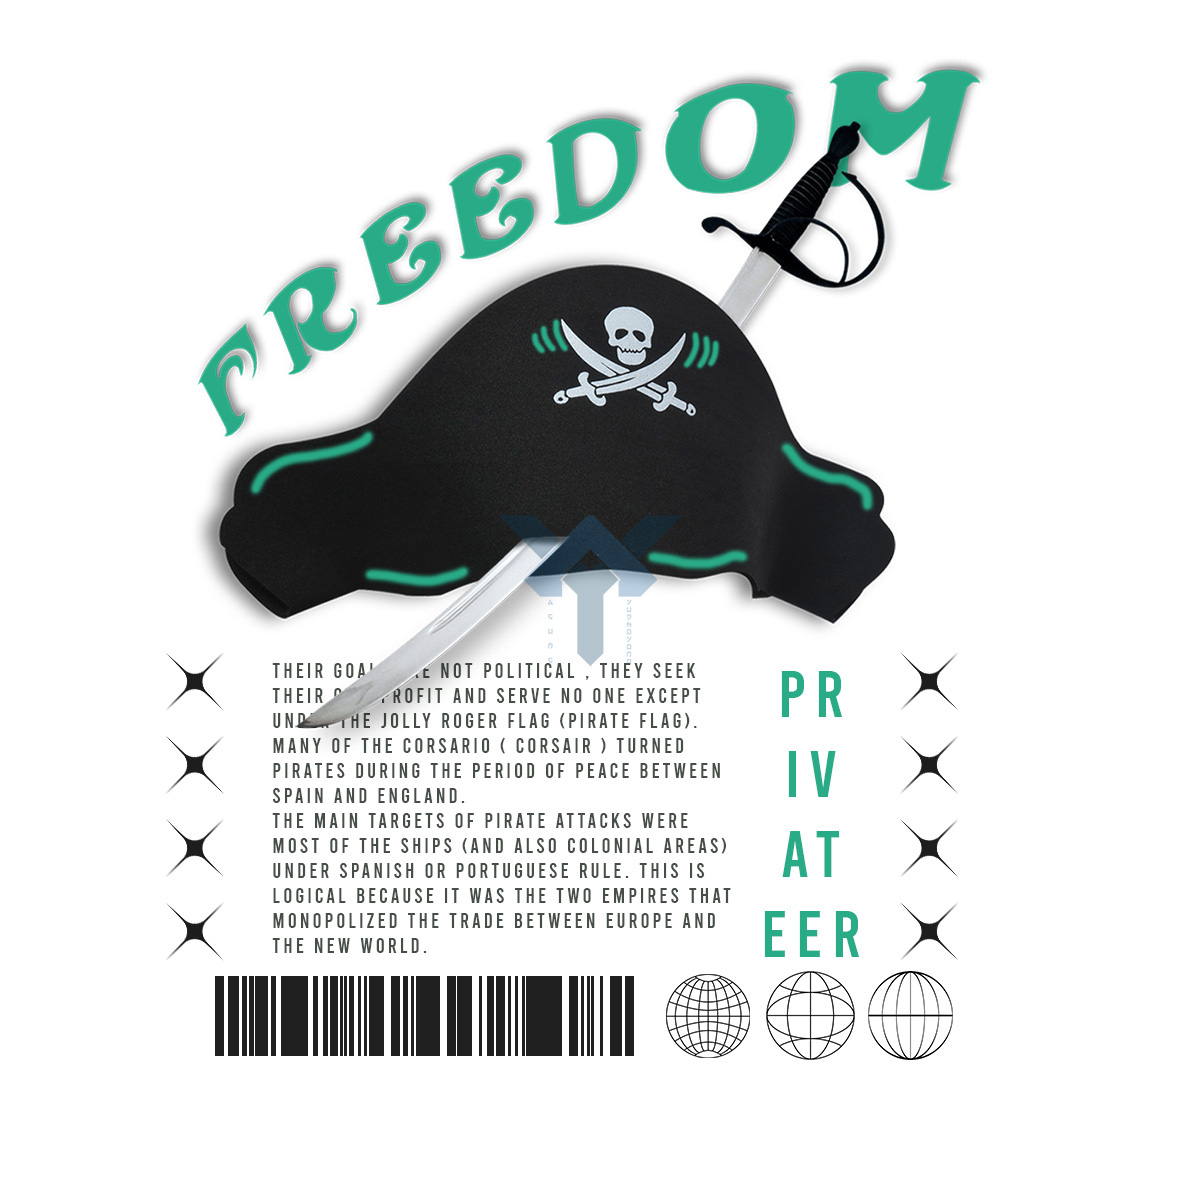 FREEDOM
THEIR NOT POLITICAL , THEY SEEK
THEIR PROFIT AND SERVE NO ONE EXCEPT
THE JOLLY ROGER FLAG (PIRATE FLAG).
MANY OF THE CORSARIO ( CORSAIR ) TURNED
PIRATES DURING THE PERIOD OF PEACE BETWEEN
SPAIN AND ENGLAND.
THE MAIN TARGETS OF PIRATE ATTACKS WERE
MOST OF THE SHIPS (AND ALSO COLONIAL AREAS)
UNDER SPANISH OR PORTUGUESE RULE. THIS IS
LOGICAL BECAUSE IT WAS THE TWO EMPIRES THAT
MONOPOLIZED THE TRADE BETWEEN EUROPE AND
THE NEW WORLD.
PR
IV
AT
EER